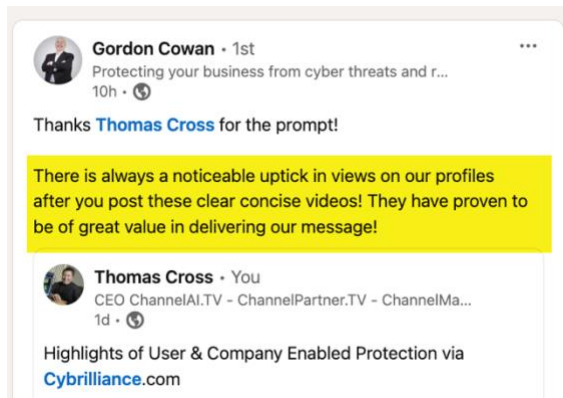 Gordon Cowan • 1st
Protecting your business from cyber threats and r...
10h •
Thanks Thomas Cross for the prompt!
There is always a noticeable uptick in views on our profiles
after you post these clear concise videos! They have proven to
be of great value in delivering our message!
Thomas Cross • You
CEO ChannelAI.TV - ChannelPartner.TV - ChannelMa...
1d •
Highlights of User & Company Enabled Protection via
Cybrilliance.com